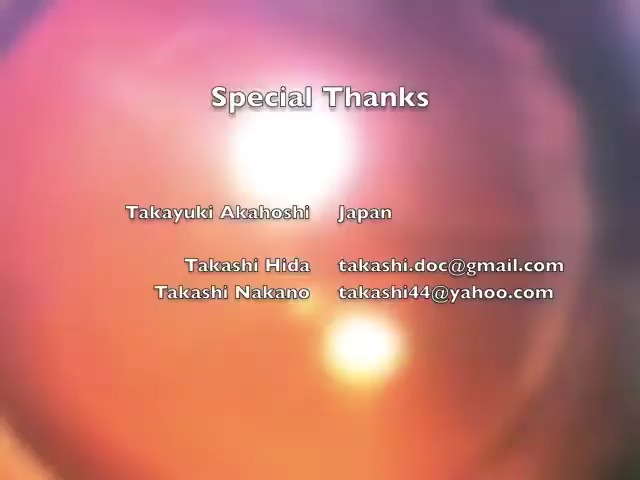 Special Thanks
Takayuki Akahoshi Japan
Takashi Hida takashi.doc@gmail.com
Takashi Nakano takashi44@yahoo.com